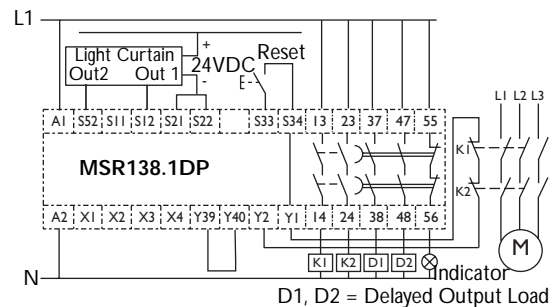 L1
+
Light Curtain 24VDC Reset
Out2 Out 1 - E
L1 L2 L3
A1 S52 S11 S12 S21 S22 S33 S34 13 23 37 47 55
K1
MSR138.1DP
K2
A2 X1 X2 X3 X4 Y39 Y40 Y2 Y1 14 24 38 48 56
K1 K2 D1 D2
M
Indicator
N
D1, D2 = Delayed Output Load